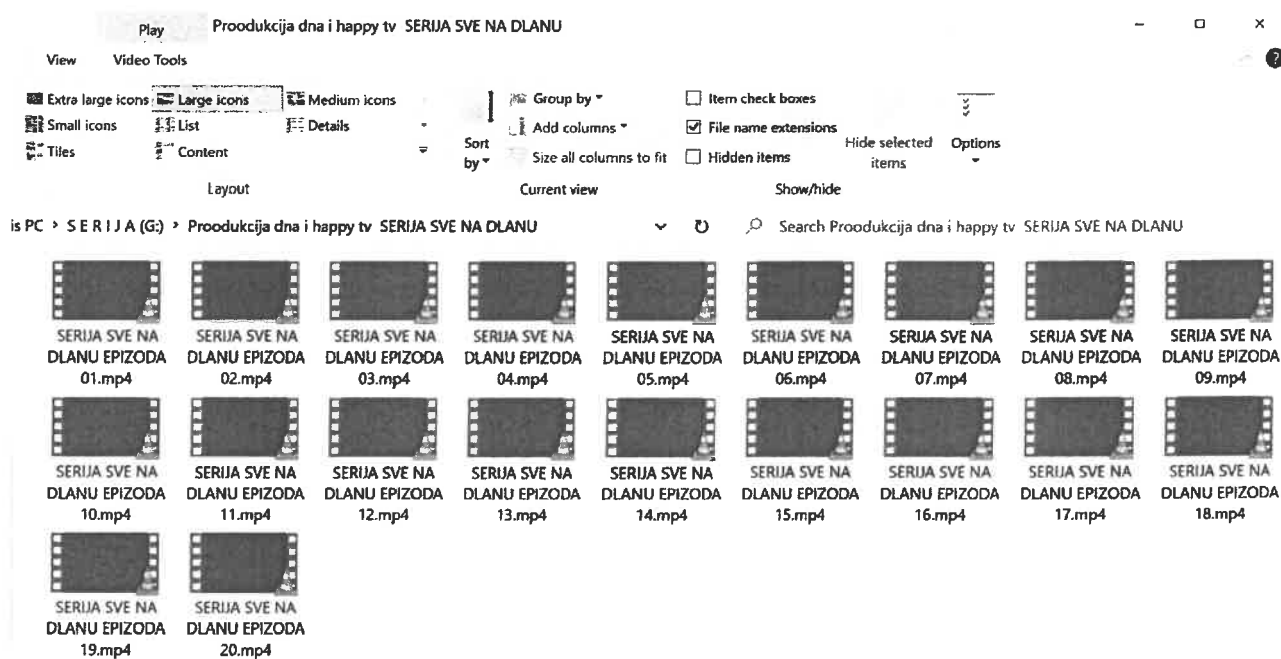 Play Proodukcija dna i happy tv SERIJA SVE NA DLANU
View Video Tools
Extra large icons Large icons Medium icons
Small icons List Details
Tiles Content
Layout
Sort by
Group by
Add columns
Size all columns to fit
Current view
Item check boxes
File name extensions
Hidden items
Hide selected items
Show/hide
Options
is PC > S E R I J A (G:) > Proodukcija dna i happy tv SERIJA SVE NA DLANU
Search Proodukcija dna i happy tv SERIJA SVE NA DLANU
SERIJA SVE NA
DLANU EPIZODA
01.mp4
SERIJA SVE NA
DLANU EPIZODA
02.mp4
SERIJA SVE NA
DLANU EPIZODA
03.mp4
SERIJA SVE NA
DLANU EPIZODA
04.mp4
SERIJA SVE NA
DLANU EPIZODA
05.mp4
SERIJA SVE NA
DLANU EPIZODA
06.mp4
SERIJA SVE NA
DLANU EPIZODA
07.mp4
SERIJA SVE NA
DLANU EPIZODA
08.mp4
SERIJA SVE NA
DLANU EPIZODA
09.mp4
SERIJA SVE NA
DLANU EPIZODA
10.mp4
SERIJA SVE NA
DLANU EPIZODA
11.mp4
SERIJA SVE NA
DLANU EPIZODA
12.mp4
SERIJA SVE NA
DLANU EPIZODA
13.mp4
SERIJA SVE NA
DLANU EPIZODA
14.mp4
SERIJA SVE NA
DLANU EPIZODA
15.mp4
SERIJA SVE NA
DLANU EPIZODA
16.mp4
SERIJA SVE NA
DLANU EPIZODA
17.mp4
SERIJA SVE NA
DLANU EPIZODA
18.mp4
SERIJA SVE NA
DLANU EPIZODA
19.mp4
SERIJA SVE NA
DLANU EPIZODA
20.mp4